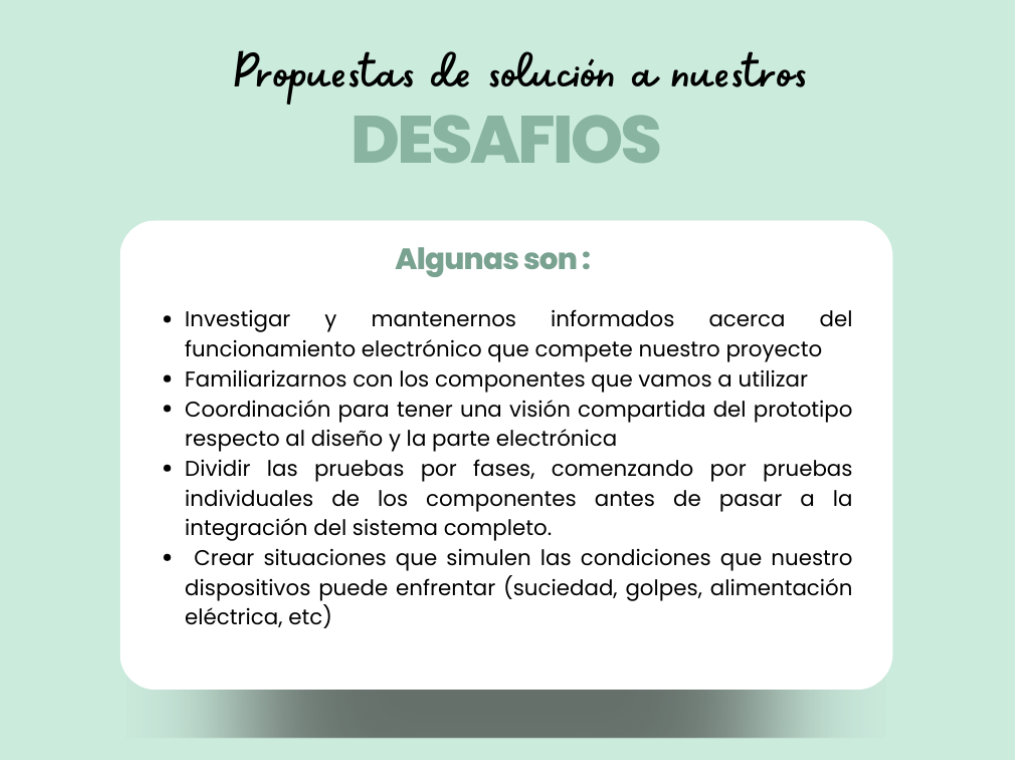 Propuestas de solución a nuestros
DESAFIOS
Algunas son :
• Investigar y mantenernos informados acerca del
funcionamiento electrónico que compete nuestro proyecto
• Familiarizarnos con los componentes que vamos a utilizar
• Coordinación para tener una visión compartida del prototipo
respecto al diseño y la parte electrónica
• Dividir las pruebas por fases, comenzando por pruebas
individuales de los componentes antes de pasar a la
integración del sistema completo.
• Crear situaciones que simulen las condiciones que nuestro
dispositivos puede enfrentar (suciedad, golpes, alimentación
eléctrica, etc)